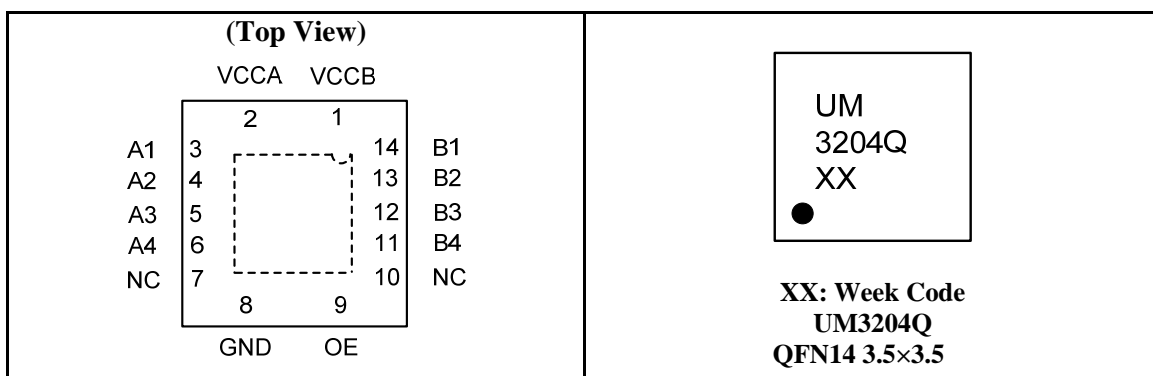 (Top View)
VCCA VCCB
2 1
A1 3 14 B1
A2 4 13 B2
A3 5 12 B3
A4 6 11 B4
NC 7 10 NC
8 9
GND OE
UM
3204Q
XX
XX: Week Code
UM3204Q
QFN14 3.5×3.5